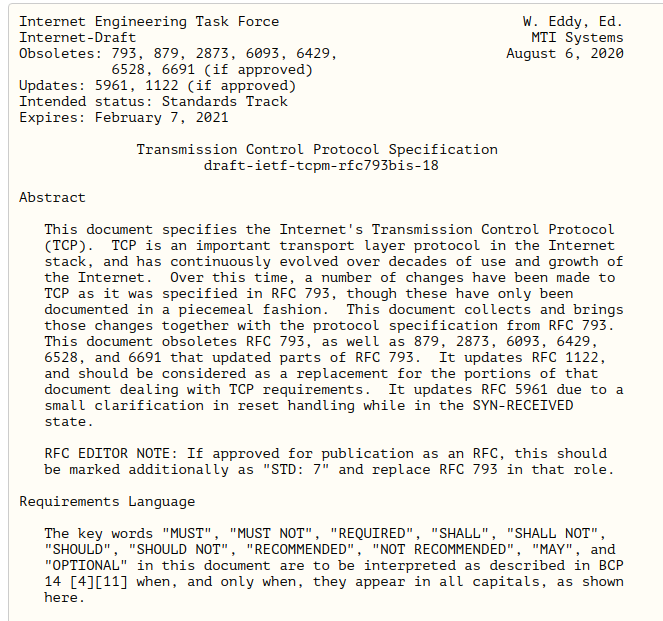 Internet Engineering Task Force W. Eddy, Ed.
Internet-Draft MTI Systems
Obsoletes: 793, 879, 2873, 6093, 6429, August 6, 2020
6528, 6691 (if approved)
Updates: 5961, 1122 (if approved)
Intended status: Standards Track
Expires: February 7, 2021
Transmission Control Protocol Specification
draft-ietf-tcpm-rfc793bis-18
Abstract
This document specifies the Internet's Transmission Control Protocol
(TCP). TCP is an important transport layer protocol in the Internet
stack, and has continuously evolved over decades of use and growth of
the Internet. Over this time, a number of changes have been made to
TCP as it was specified in RFC 793, though these have only been
documented in a piecemeal fashion. This document collects and brings
those changes together with the protocol specification from RFC 793.
This document obsoletes RFC 793, as well as 879, 2873, 6093, 6429,
6528, and 6691 that updated parts of RFC 793. It updates RFC 1122,
and should be considered as a replacement for the portions of that
document dealing with TCP requirements. It updates RFC 5961 due to a
small clarification in reset handling while in the SYN-RECEIVED
state.
RFC EDITOR NOTE: If approved for publication as an RFC, this should
be marked additionally as "STD: 7" and replace RFC 793 in that role.
Requirements Language
The key words "MUST", "MUST NOT", "REQUIRED", "SHALL", "SHALL NOT",
"SHOULD", "SHOULD NOT", "RECOMMENDED", "NOT RECOMMENDED", "MAY", and
"OPTIONAL" in this document are to be interpreted as described in BCP
14 [4][11] when, and only when, they appear in all capitals, as shown
here.